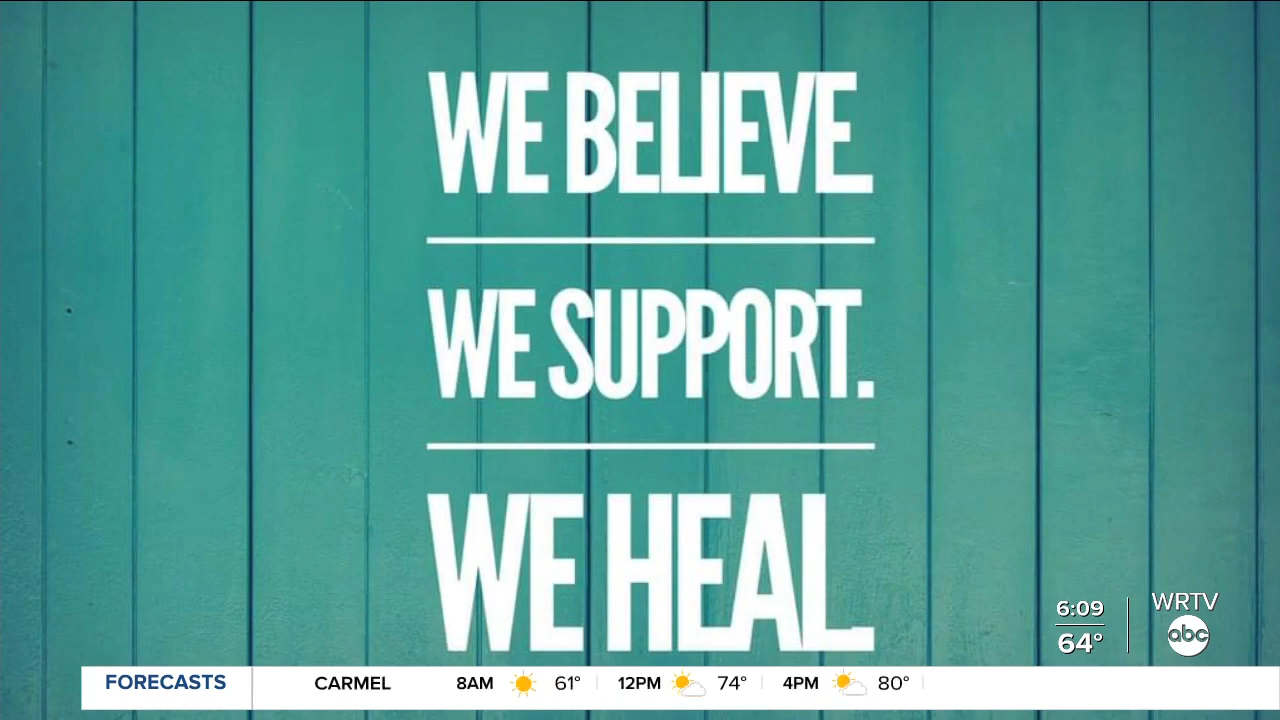 WE BELIEVE.
WE SUPPORT.
WE HEAL.
6:09
64°
WRTV
abc
FORECASTS CARMEL 8AM 61° 12PM 74° 4PM 80°